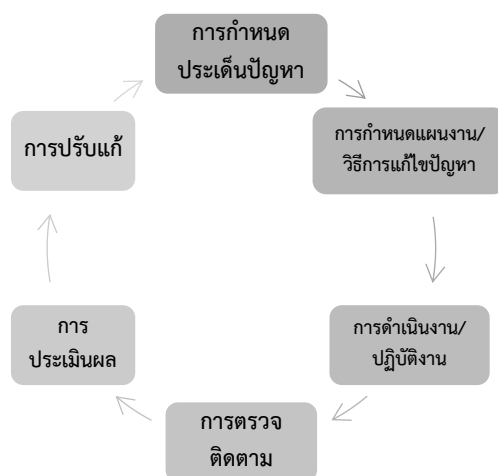 การกำหนด
ประเด็นปัญหา
การกำหนดแผนงาน/
วิธีการแก้ไขปัญหา
การดำเนินงาน/
ปฏิบัติงาน
การตรวจ
ติดตาม
การ
ประเมินผล
การปรับแก้